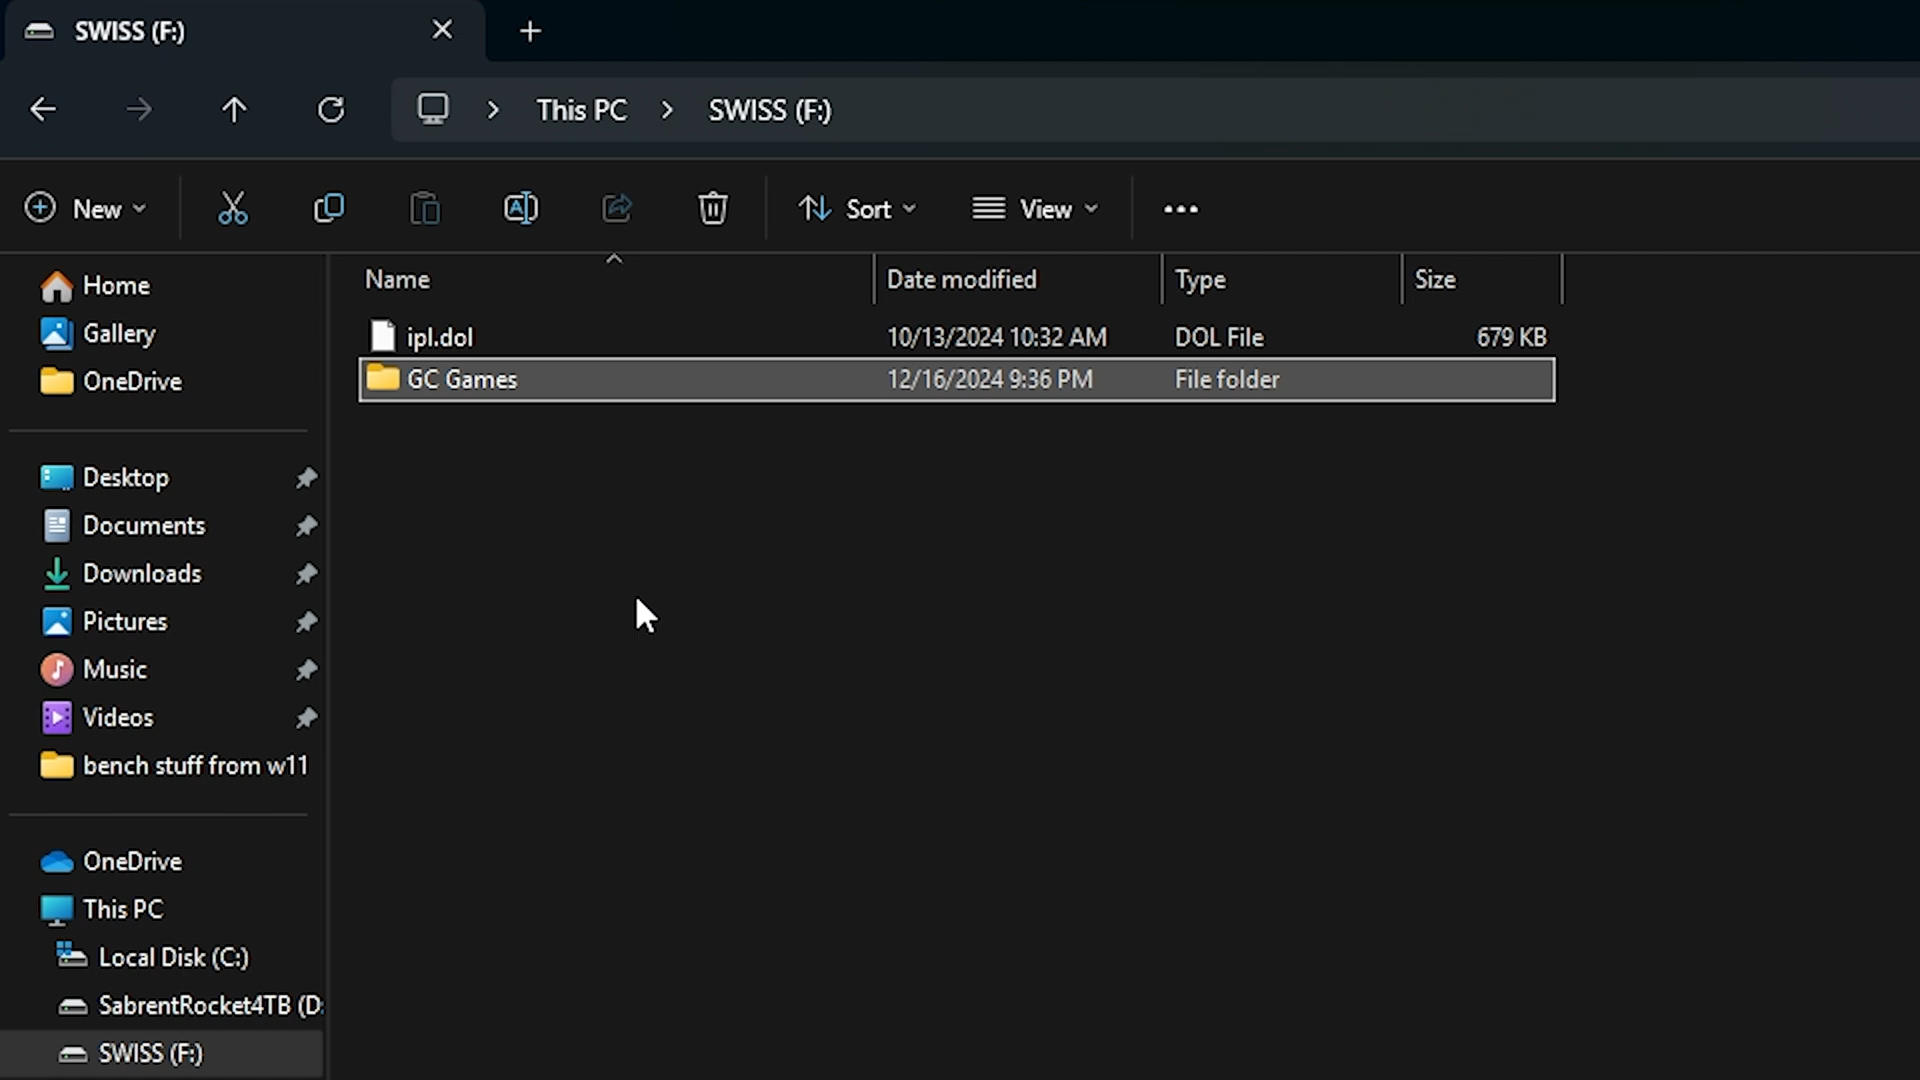 SWISS (F:)
This PC
SWISS (F:)
New
Sort
View
Name
Date modified
Type
Size
ipl.dol
10/13/2024 10:32 AM
DOL File
679 KB
GC Games
12/16/2024 9:36 PM
File folder
Home
Gallery
OneDrive
Desktop
Documents
Downloads
Pictures
Music
Videos
bench stuff from w11
OneDrive
This PC
Local Disk (C:)
SabrentRocket4TB (D:
SWISS (F:)